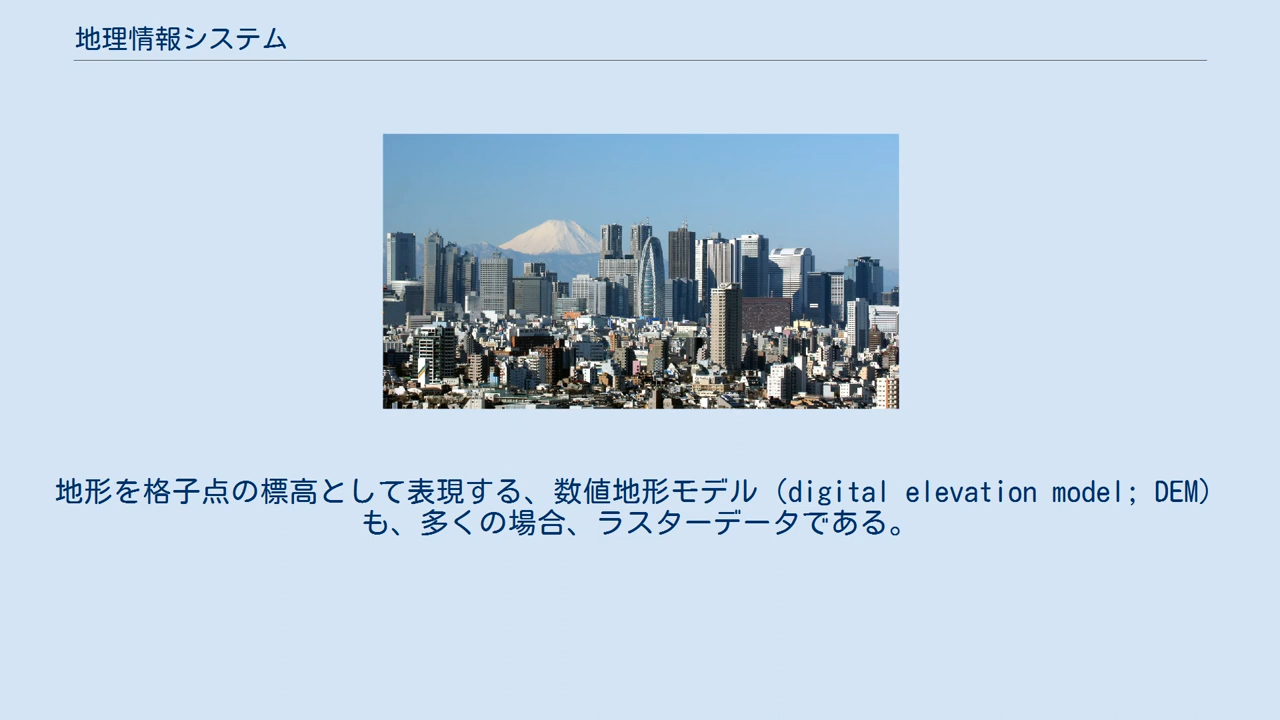 地理情報システム
地形を格子点の標高として表現する、数値地形モデル（digital elevation model; DEM）
も、多くの場合、ラスターデータである。